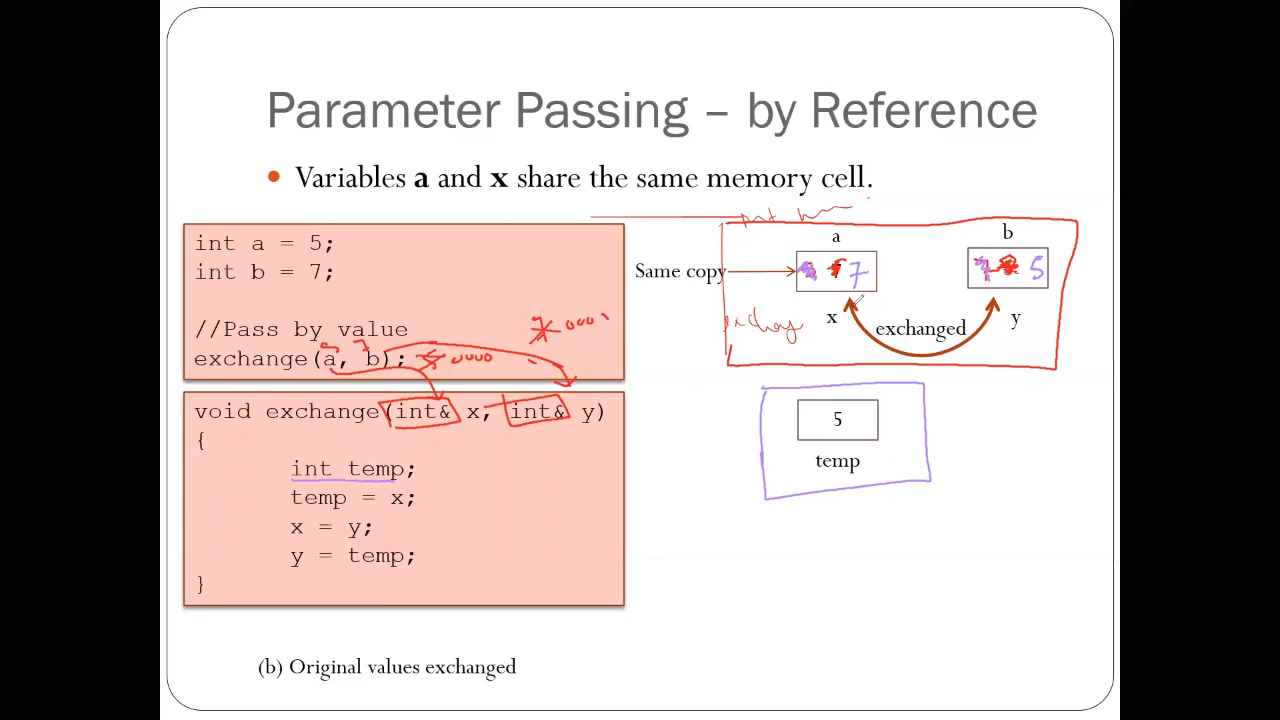 Parameter Passing – by Reference
• Variables a and x share the same memory cell.
int a = 5;
int b = 7;
//Pass by value
exchange(a, b);
void exchange(int& x, int& y)
{
int temp;
temp = x;
x = y;
y = temp;
}
a
b
Same copy
7
5
x
exchanged
y
5
temp
(b) Original values exchanged